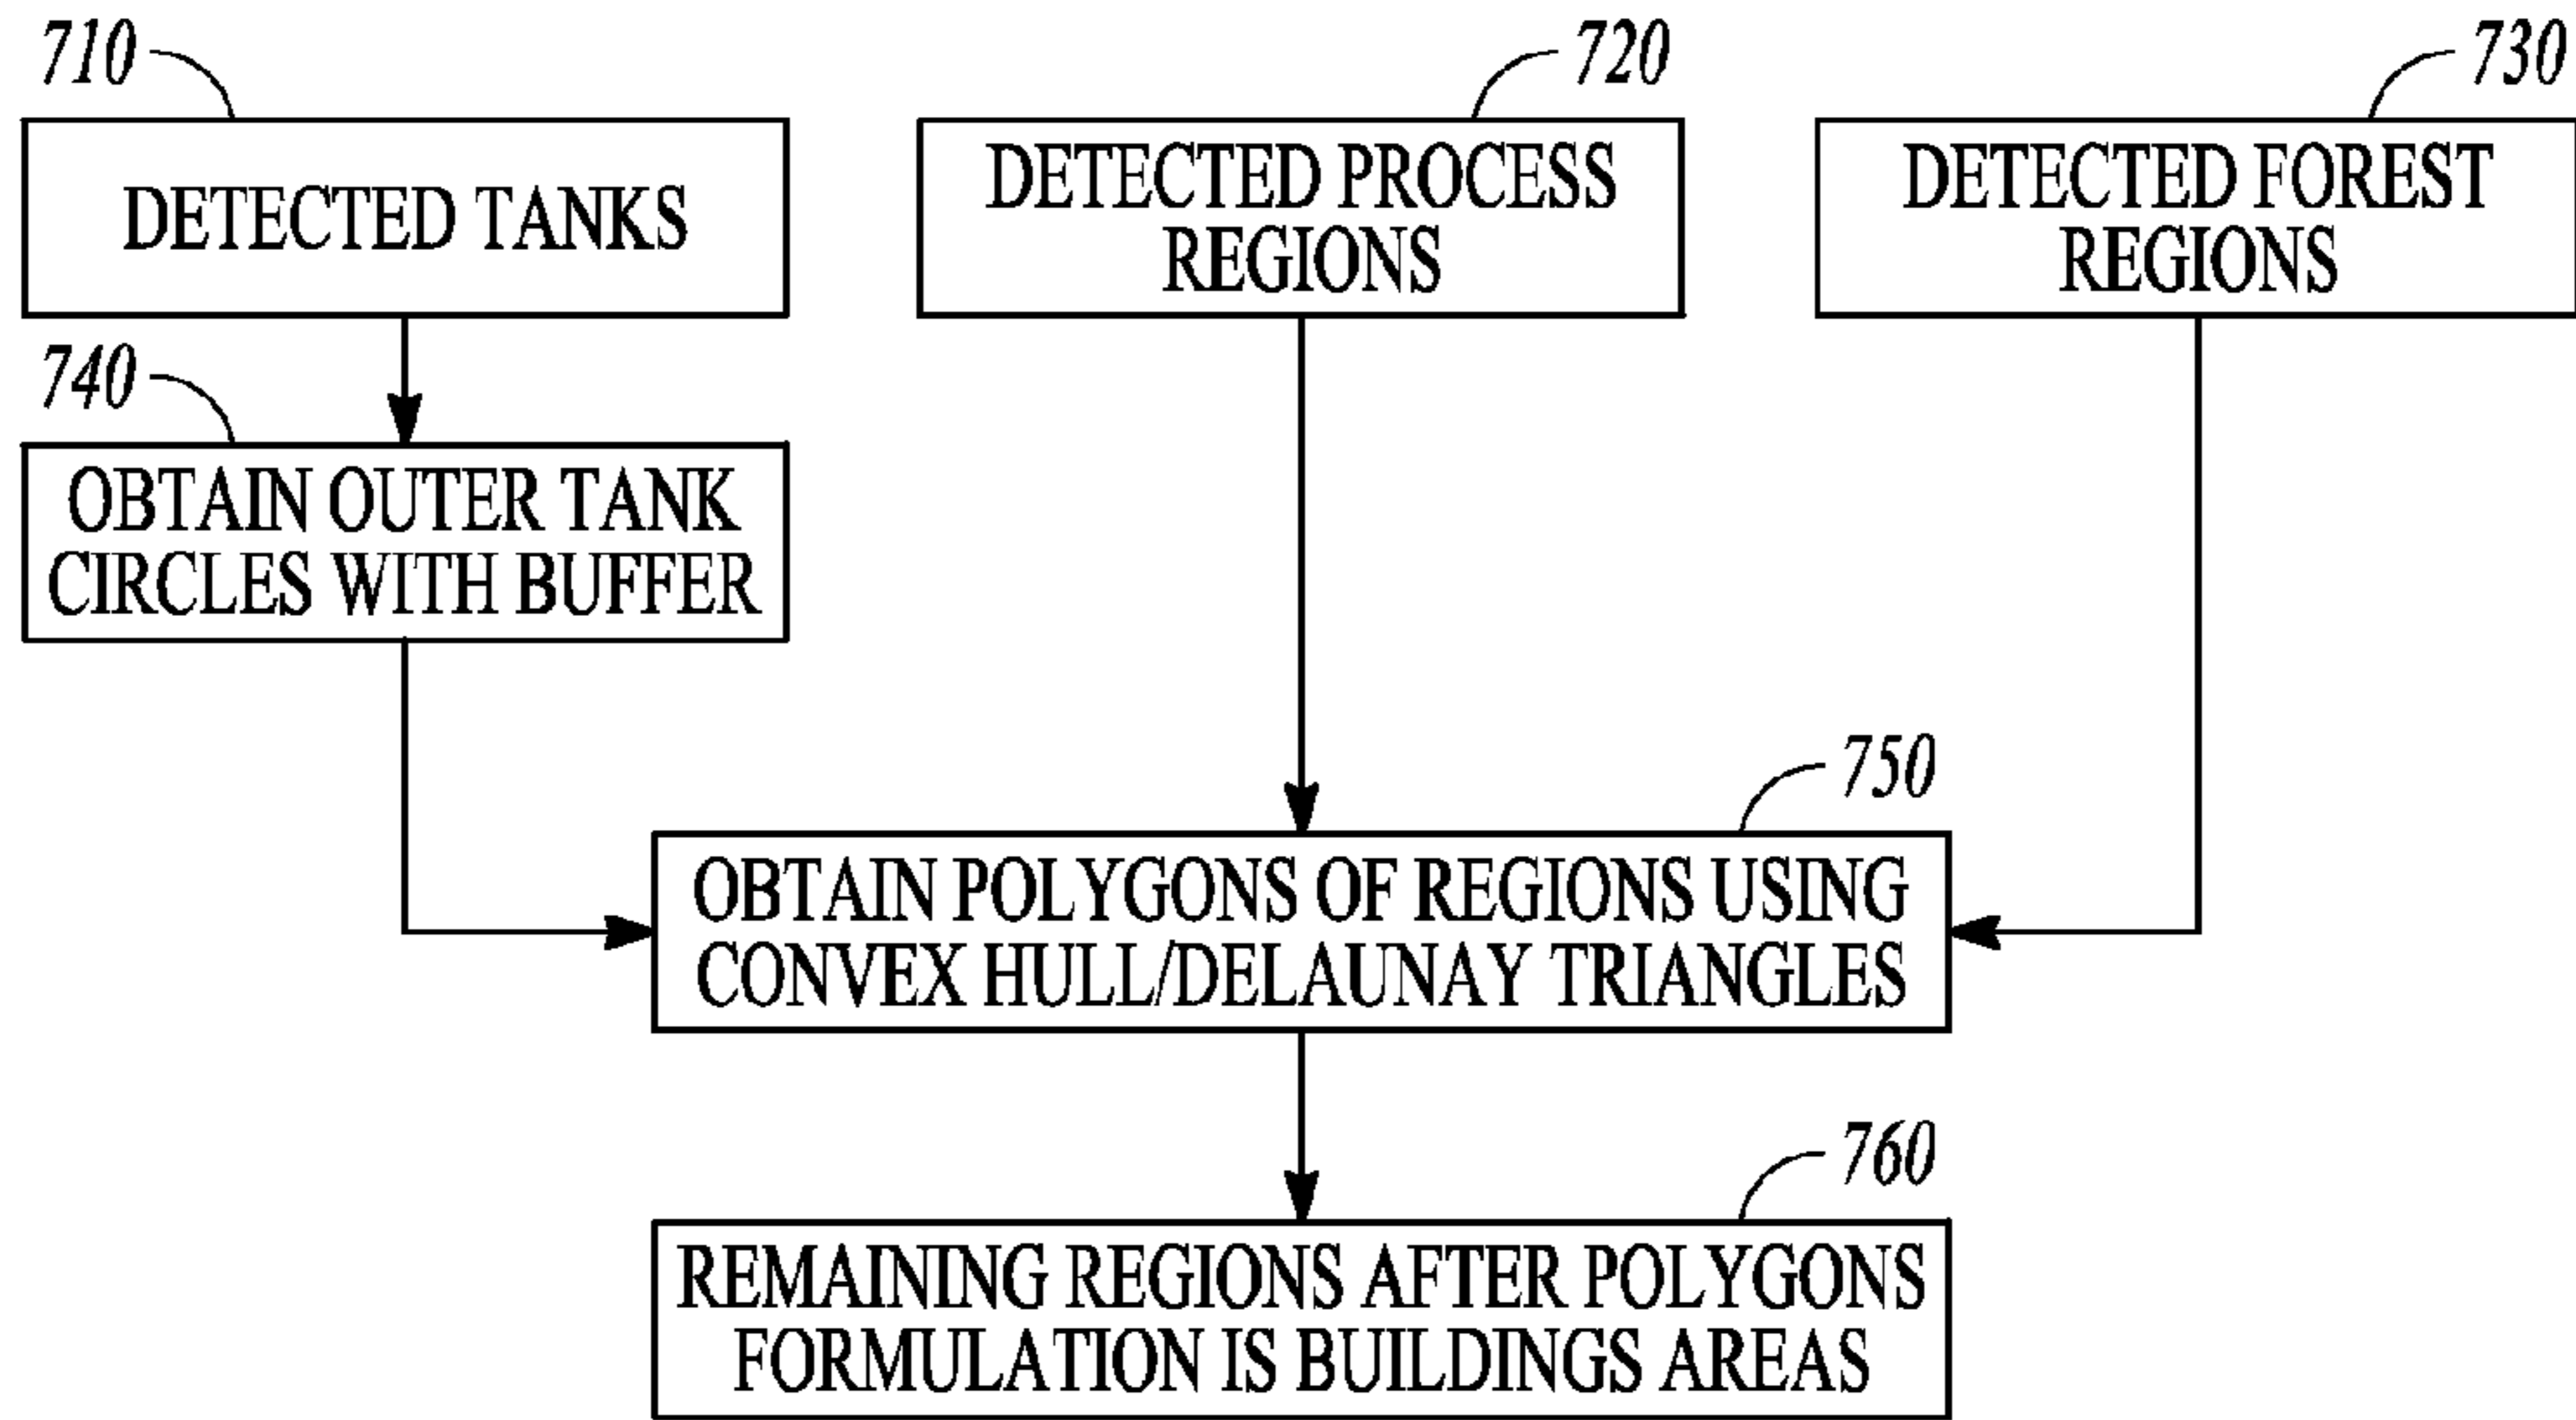 710
DETECTED TANKS
720
DETECTED PROCESS
REGIONS
730
DETECTED FOREST
REGIONS
740
OBTAIN OUTER TANK
CIRCLES WITH BUFFER
750
OBTAIN POLYGONS OF REGIONS USING
CONVEX HULL/DELAUNAY TRIANGLES
760
REMAINING REGIONS AFTER POLYGONS
FORMULATION IS BUILDINGS AREAS